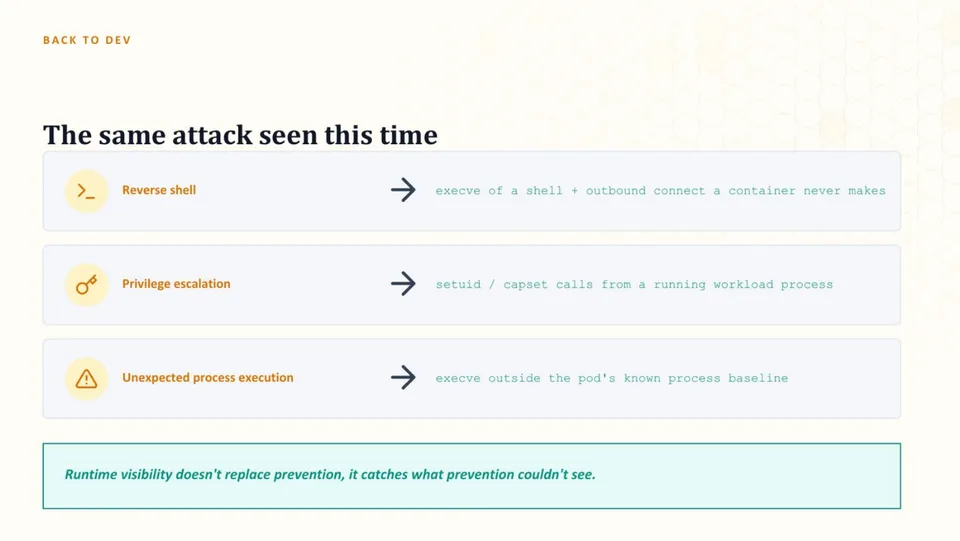 BACK TO DEV
The same attack seen this time
Reverse shell
execve of a shell + outbound connect a container never makes
Privilege escalation
setuid / capset calls from a running workload process
Unexpected process execution
execve outside the pod's known process baseline
Runtime visibility doesn't replace prevention, it catches what prevention couldn't see.